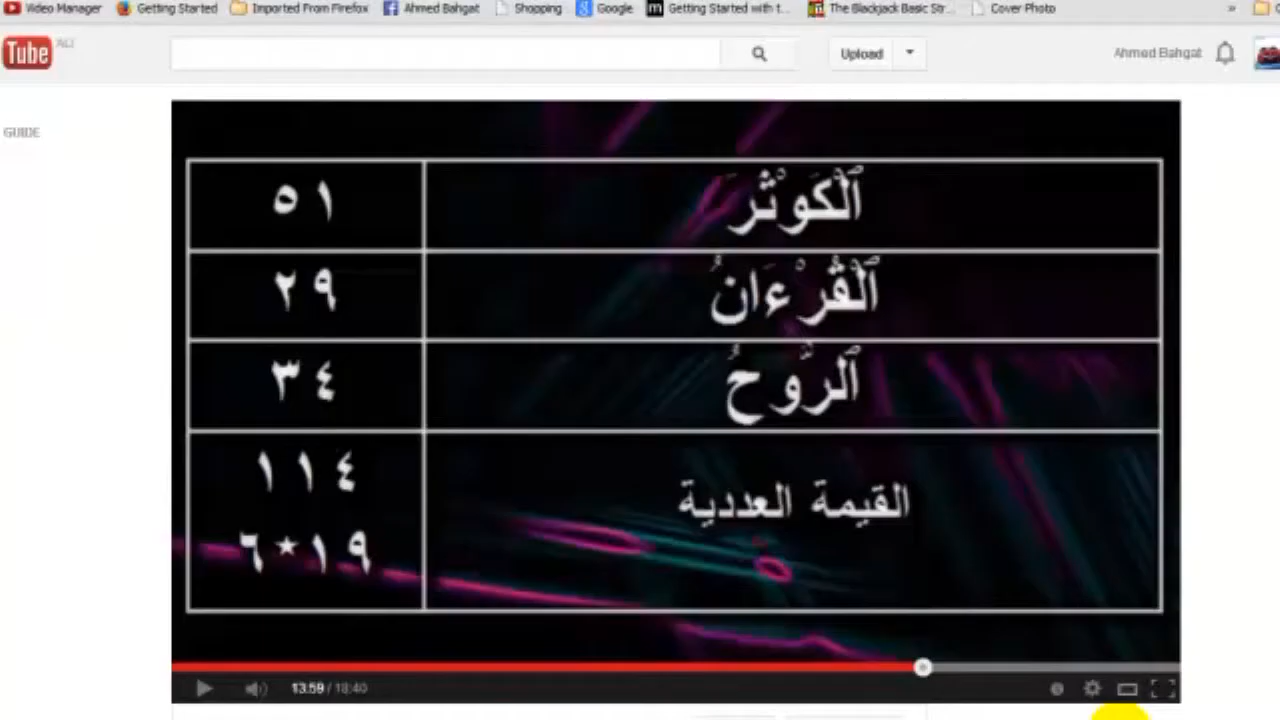 Video Manager Getting Started Imported From Firefox Ahmed Bahgat Shopping Google Getting Started with t... The Blackjack Basic Str... Cover Photo »
Tube Upload Ahmed Bahgat
GUIDE
ٱلْكَوْثَرَ ٥١
ٱلْقُرْءَانُ ٢٩
ٱلرُّوحُ ٣٤
القيمة العددية ١١٤
٦*١٩
13:59 / 18:40